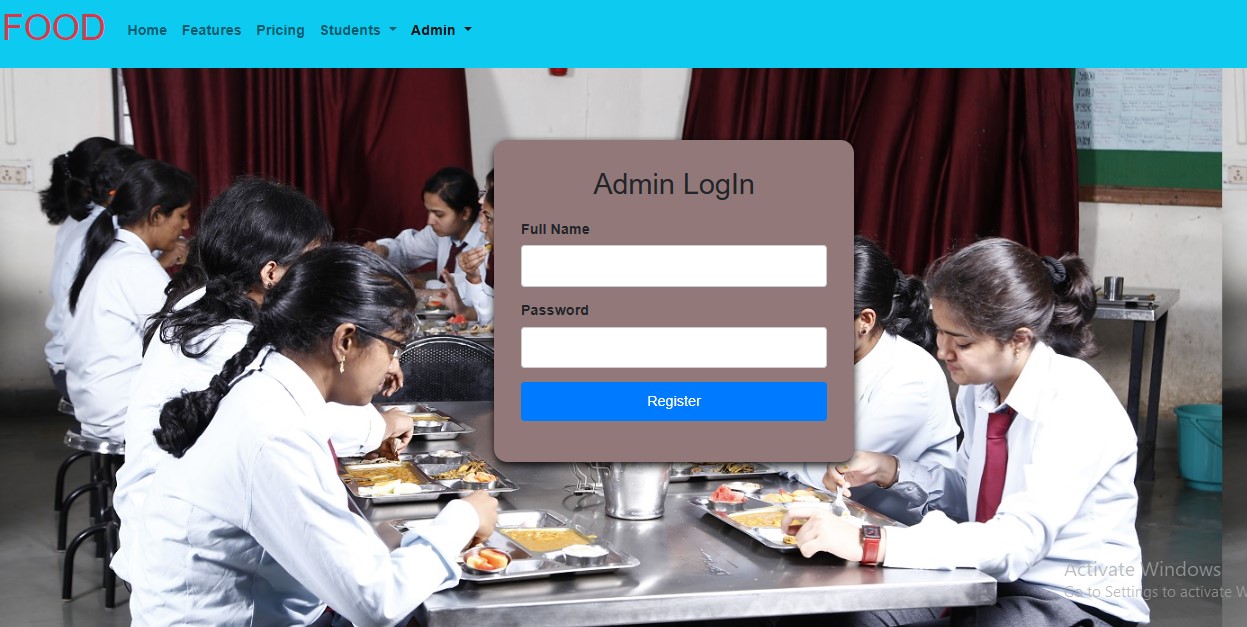 FOOD Home Features Pricing Students Admin
Admin LogIn
Full Name
Password
Register
Activate Windows
Go to Settings to activate W